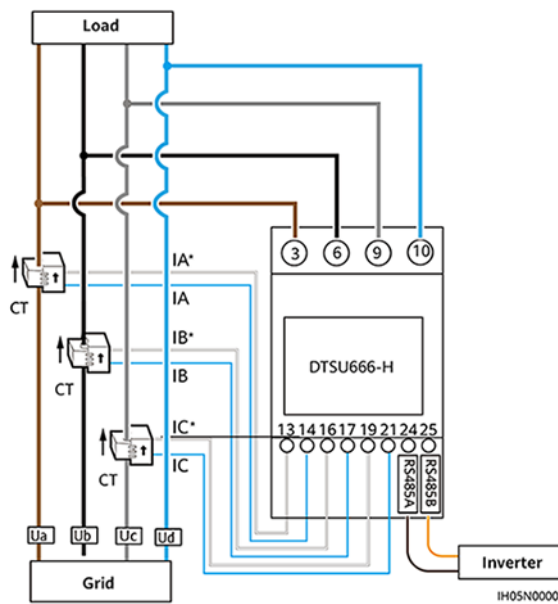 Load
3 6 9 10
IA*
IA
CT
IB*
IB
CT
DTSU666-H
IC*
IC
CT
13 14 16 17 19 21 24 25
RS485A
RS485B
Ua Ub Uc Ud
Grid
Inverter
IH05N0000